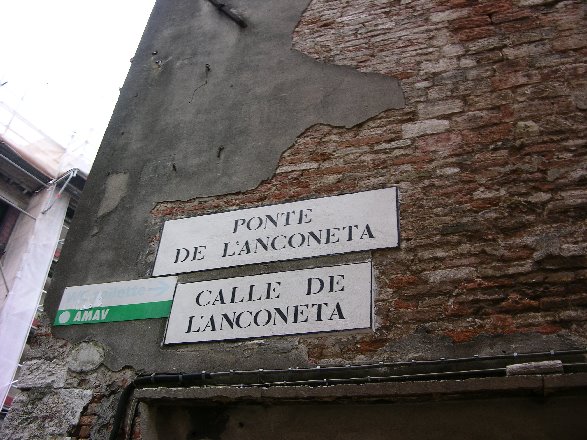 PONTE
DE L'ANCONETA
CALLE DE
L'ANCONETA
AMAV